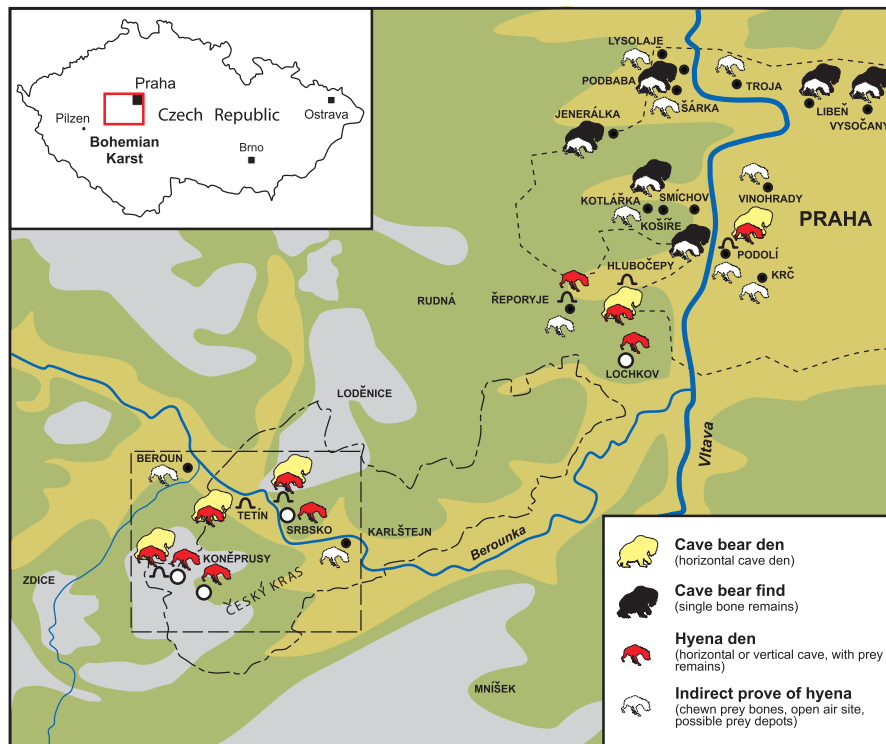 Praha
Czech Republic
Pilzen
Ostrava
Bohemian
Karst
Brno
LYSOLAJE
PODBABA
TROJA
ŠÁRKA
LIBEŇ
VYSOČANY
JENERÁLKA
KOTLÁŘKA
SMÍCHOV
VINOHRADY
KOŠÍŘE
PRAHA
PODOLÍ
HLUBOČEPY
KRČ
RUDNÁ
ŘEPORYJE
LOCHKOV
LODĚNICE
Vltava
BEROUN
TETÍN
SRBSKO
KARLŠTEJN
Berounka
KONĚPRUSY
ZDICE
ČESKÝ KRAS
MNÍŠEK
Cave bear den
(horizontal cave den)
Cave bear find
(single bone remains)
Hyena den
(horizontal or vertical cave, with prey
remains)
Indirect prove of hyena
(chewn prey bones, open air site,
possible prey depots)